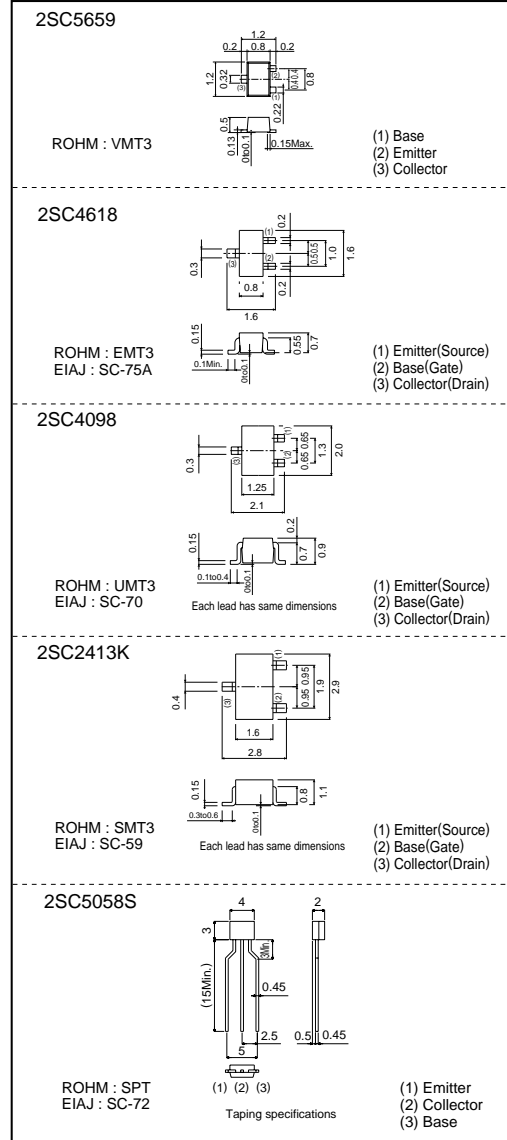 2SC5659
1.2
0.2 0.8 0.2
1.2
0.32
(3)
(2)
(1)
0.4 0.4
0.8
0.22
0.5
0.13
0to0.1
0.15Max.
ROHM : VMT3
(1) Base
(2) Emitter
(3) Collector
2SC4618
0.2
(1)
0.3
(3)
(2)
0.5 0.5
1.0
1.6
0.8
0.2
1.6
0.15
0.55
0.7
0.1Min.
0to0.1
ROHM : EMT3
EIAJ : SC-75A
(1) Emitter(Source)
(2) Base(Gate)
(3) Collector(Drain)
2SC4098
(1)
0.3
(3)
(2)
0.65 0.65
1.3
2.0
1.25
2.1
0.2
0.15
0.7
0.9
0.1to0.4
0to0.1
Each lead has same dimensions
ROHM : UMT3
EIAJ : SC-70
(1) Emitter(Source)
(2) Base(Gate)
(3) Collector(Drain)
2SC2413K
(1)
0.4
(3)
(2)
0.95 0.95
1.9
2.9
1.6
2.8
0.15
0.8
1.1
0.3to0.6
0to0.1
Each lead has same dimensions
ROHM : SMT3
EIAJ : SC-59
(1) Emitter(Source)
(2) Base(Gate)
(3) Collector(Drain)
2SC5058S
4
2
3
3Min.
(15Min.)
0.45
2.5
0.5 0.45
5
(1) (2) (3)
Taping specifications
ROHM : SPT
EIAJ : SC-72
(1) Emitter
(2) Collector
(3) Base